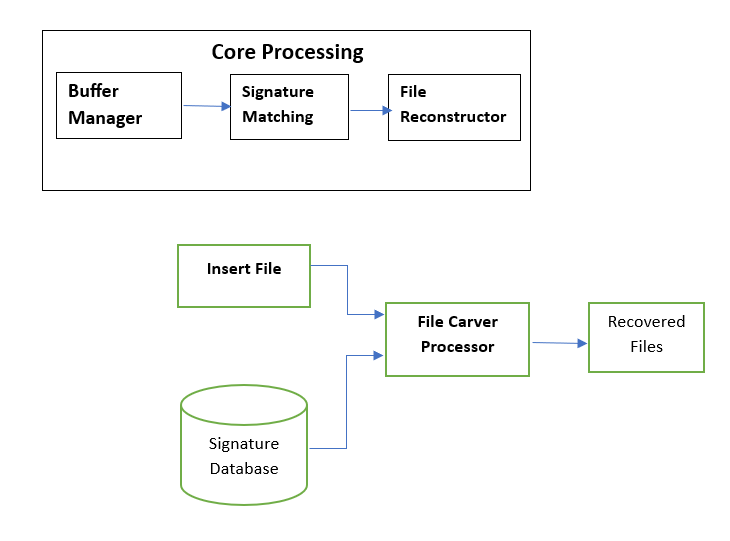 Core Processing
Buffer
Manager
Signature
Matching
File
Reconstructor
Insert File
File Carver
Processor
Recovered
Files
Signature
Database